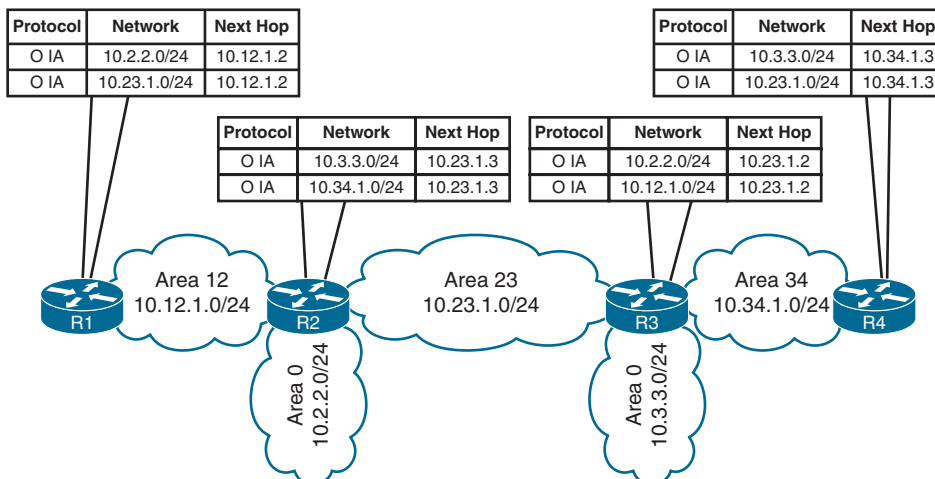 Protocol Network Next Hop
O IA 10.2.2.0/24 10.12.1.2
O IA 10.23.1.0/24 10.12.1.2
Protocol Network Next Hop
O IA 10.3.3.0/24 10.34.1.3
O IA 10.23.1.0/24 10.34.1.3
Protocol Network Next Hop
O IA 10.3.3.0/24 10.23.1.3
O IA 10.34.1.0/24 10.23.1.3
Protocol Network Next Hop
O IA 10.2.2.0/24 10.23.1.2
O IA 10.12.1.0/24 10.23.1.2
R1
Area 12
10.12.1.0/24
R2
Area 23
10.23.1.0/24
R3
Area 34
10.34.1.0/24
R4
Area 0
10.2.2.0/24
Area 0
10.3.3.0/24